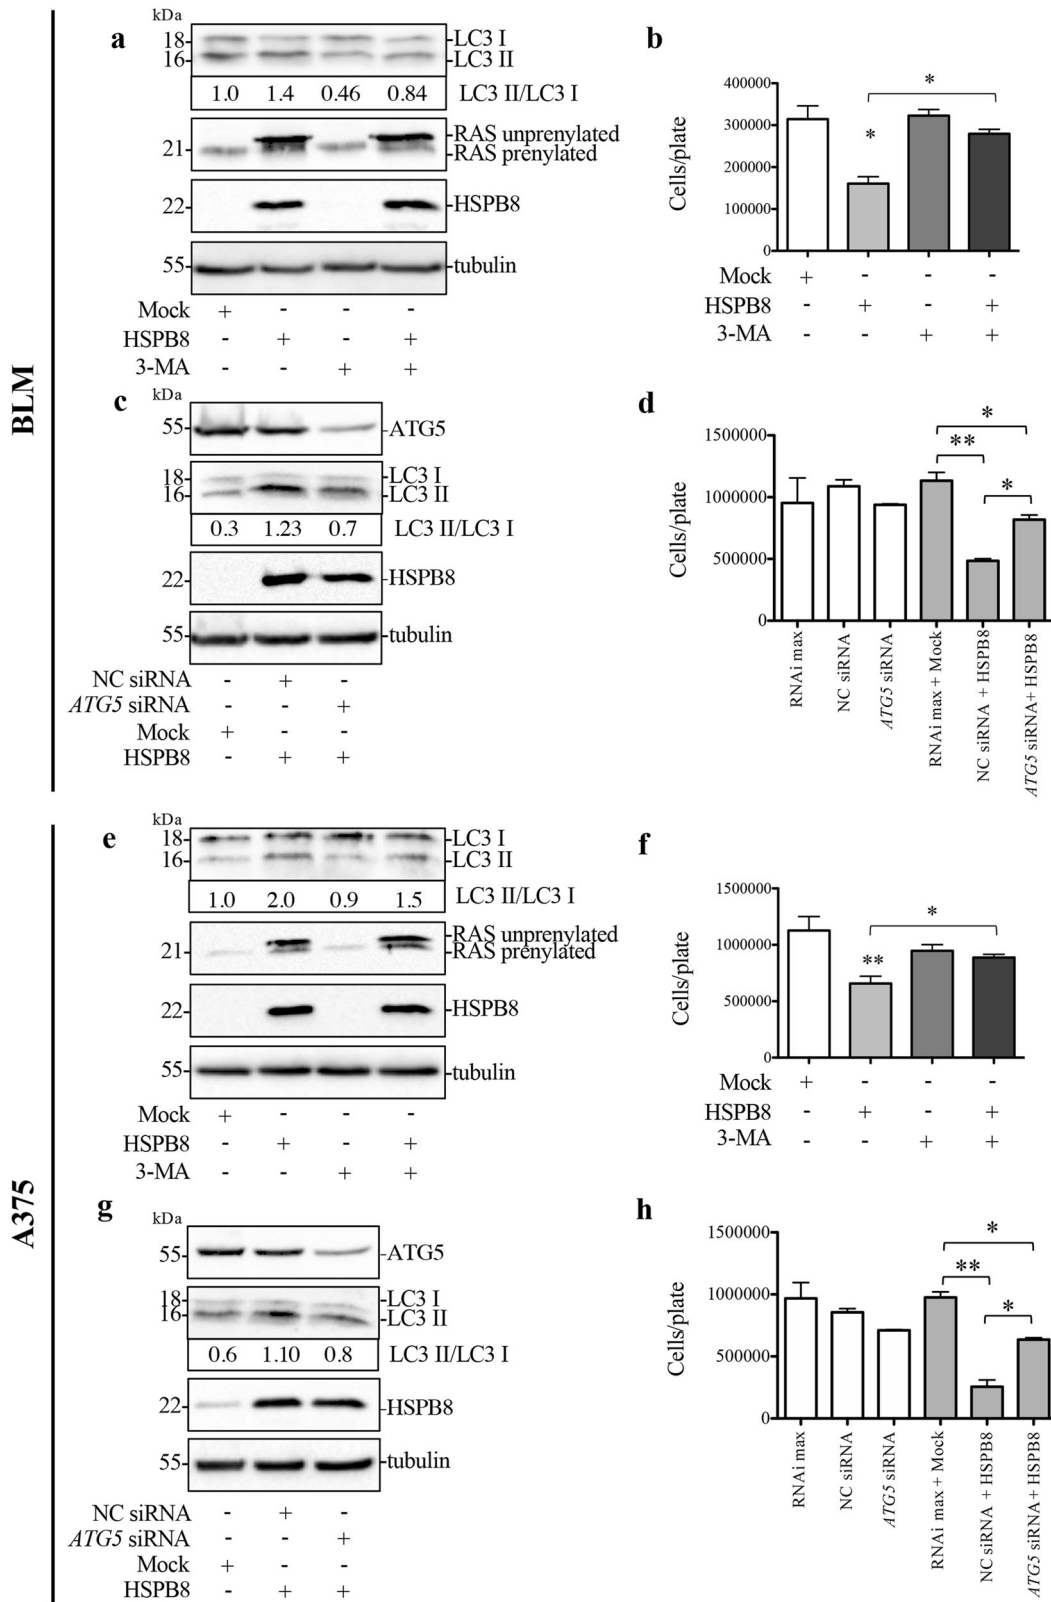 BLM
a
kDa
18
16
LC3 I
LC3 II
1.0 1.4 0.46 0.84 LC3 II/LC3 I
21
RAS unprenylated
RAS prenylated
22 HSPB8
55 tubulin
Mock + - - -
HSPB8 - + - +
3-MA - - + +
b
Cells/plate
400000
300000
200000
100000
0
*
*
Mock + - - -
HSPB8 - + - +
3-MA - - + +
c
kDa
55 ATG5
18 LC3 I
16 LC3 II
0.3 1.23 0.7 LC3 II/LC3 I
22 HSPB8
55 tubulin
NC siRNA - + -
ATG5 siRNA - - +
Mock + - -
HSPB8 - + +
d
Cells/plate
1500000
1000000
500000
0
*
**
*
RNAi max
NC siRNA
ATG5 siRNA
RNAi max + Mock
NC siRNA + HSPB8
ATG5 siRNA+ HSPB8
A375
e
kDa
18 LC3 I
16 LC3 II
1.0 2.0 0.9 1.5 LC3 II/LC3 I
RAS unprenylated
21 RAS prenylated
22 HSPB8
55 tubulin
Mock + - - -
HSPB8 - + - +
3-MA - - + +
f
Cells/plate
1500000
1000000
500000
0
*
**
Mock + - - -
HSPB8 - + - +
3-MA - - + +
g
kDa
55 ATG5
18 LC3 I
16 LC3 II
0.6 1.10 0.8 LC3 II/LC3 I
22 HSPB8
55 tubulin
NC siRNA - + -
ATG5 siRNA - - +
Mock + - -
HSPB8 - + +
h
Cells/plate
1500000
1000000
500000
0
*
**
*
RNAi max
NC siRNA
ATG5 siRNA
RNAi max + Mock
NC siRNA + HSPB8
ATG5 siRNA + HSPB8